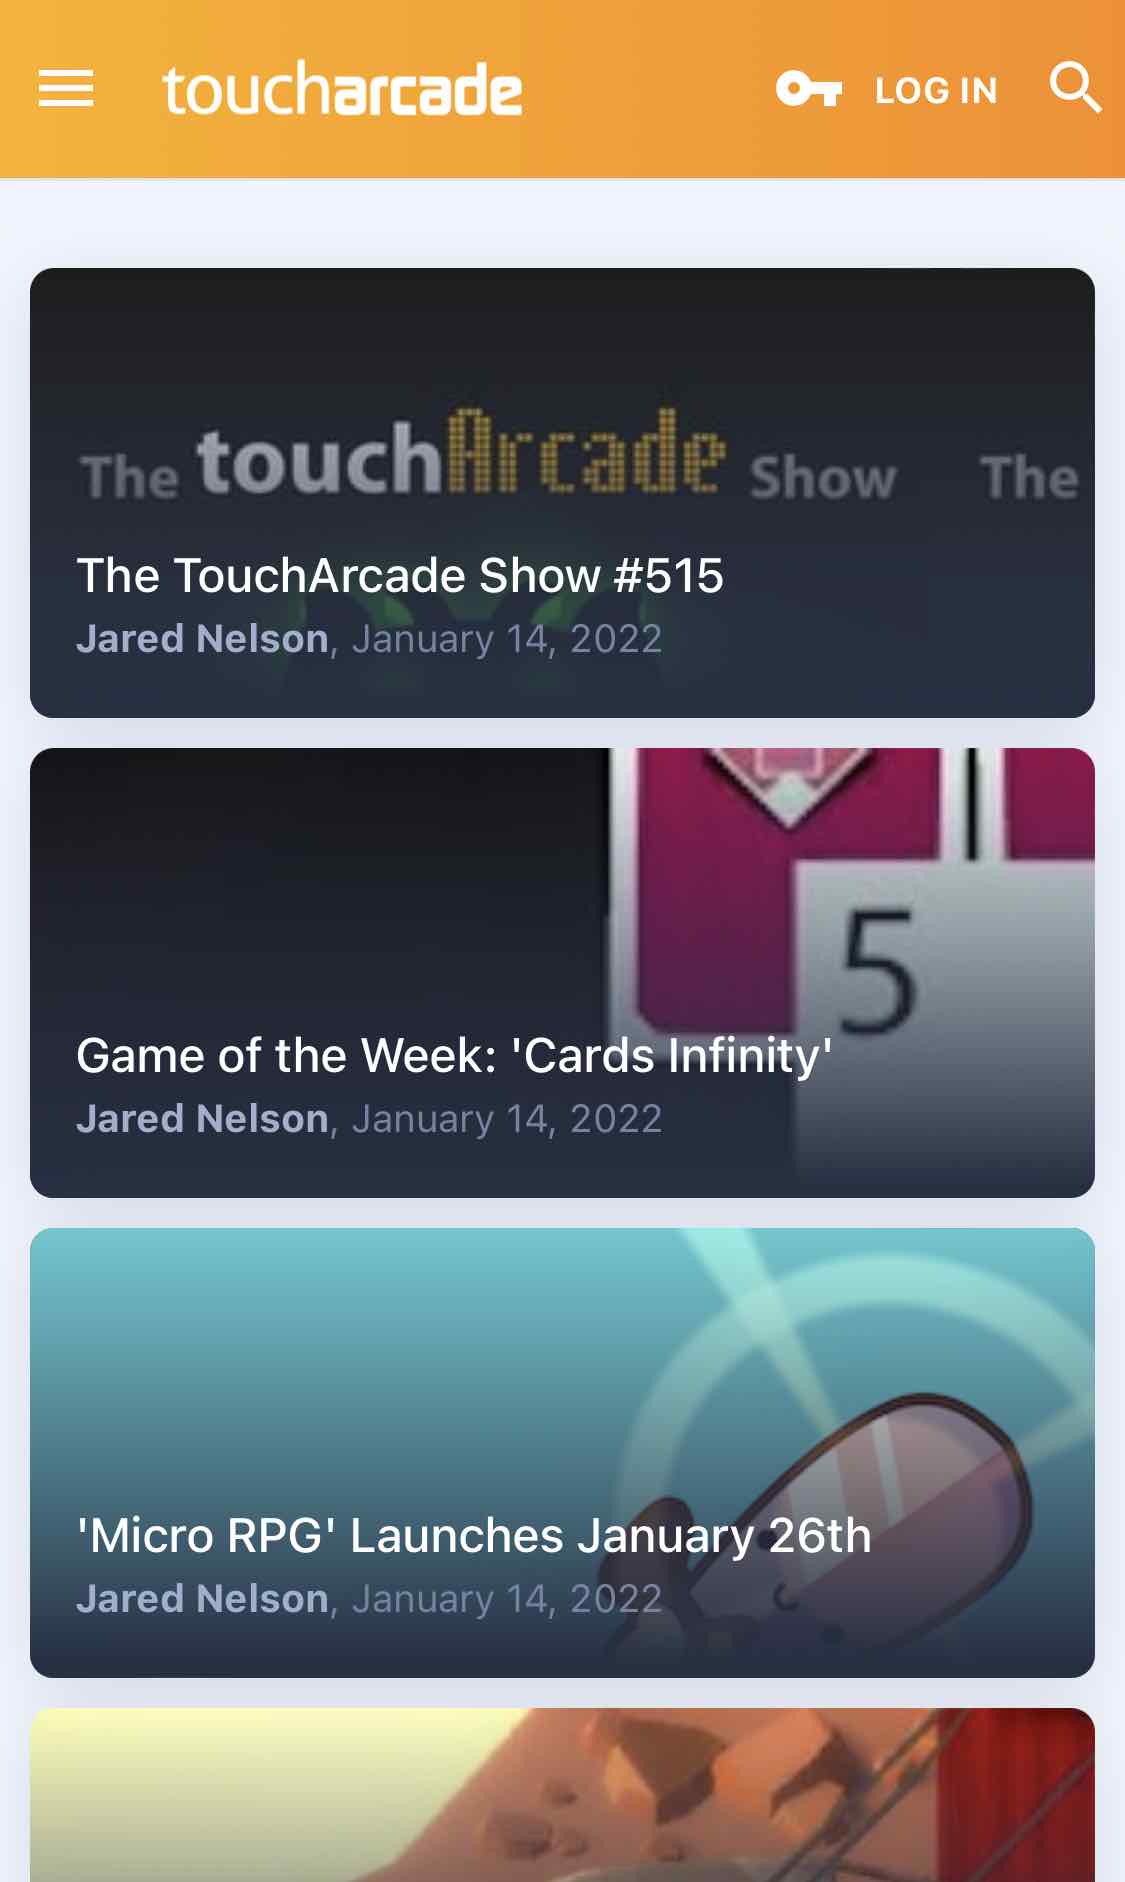 toucharcade LOG IN
The touchArcade Show The
The TouchArcade Show #515
Jared Nelson, January 14, 2022
5
Game of the Week: 'Cards Infinity'
Jared Nelson, January 14, 2022
'Micro RPG' Launches January 26th
Jared Nelson, January 14, 2022